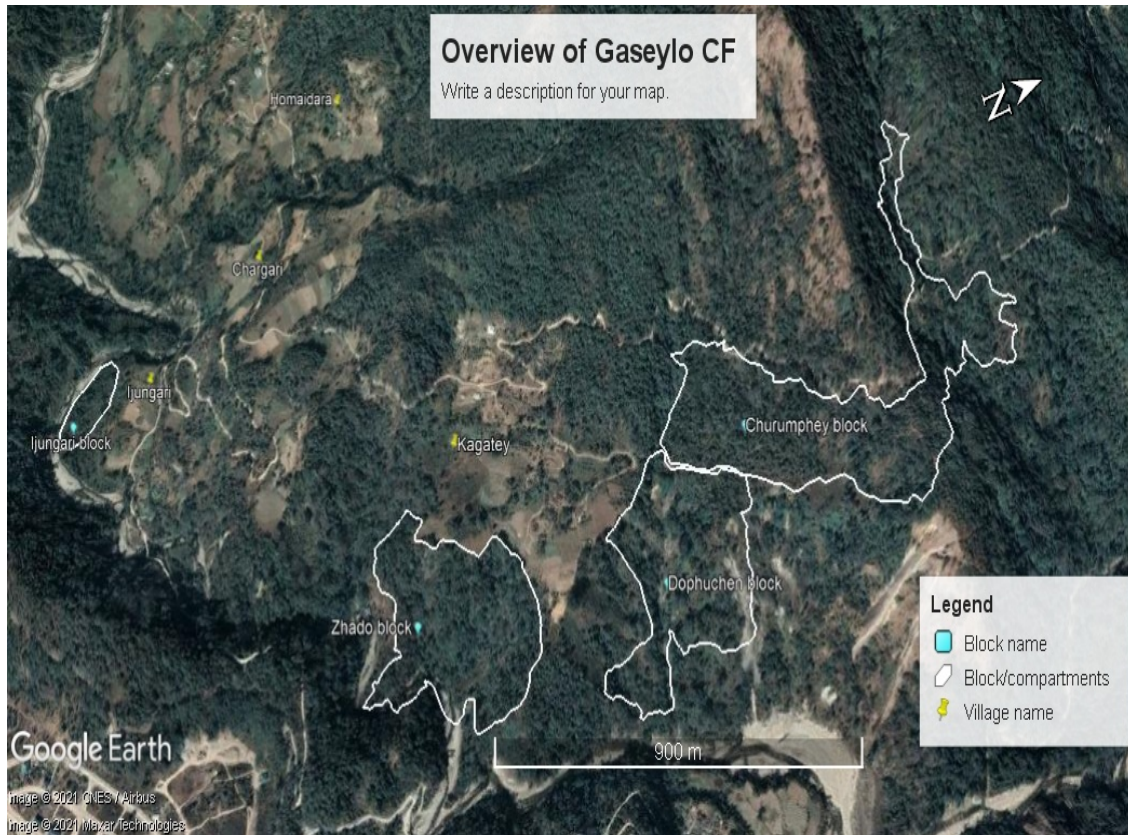 Overview of Gaseylo CF
Write a description for your map.
N
Homaidara
Chargari
Ijungari
Ijungari block
Kagatey
Churumphey block
Dophuchen block
Zhado block
Legend
Block name
Block/compartments
Village name
900 m
Google Earth
Image © 2021 CNES / Airbus
Image © 2021 Maxar Technologies